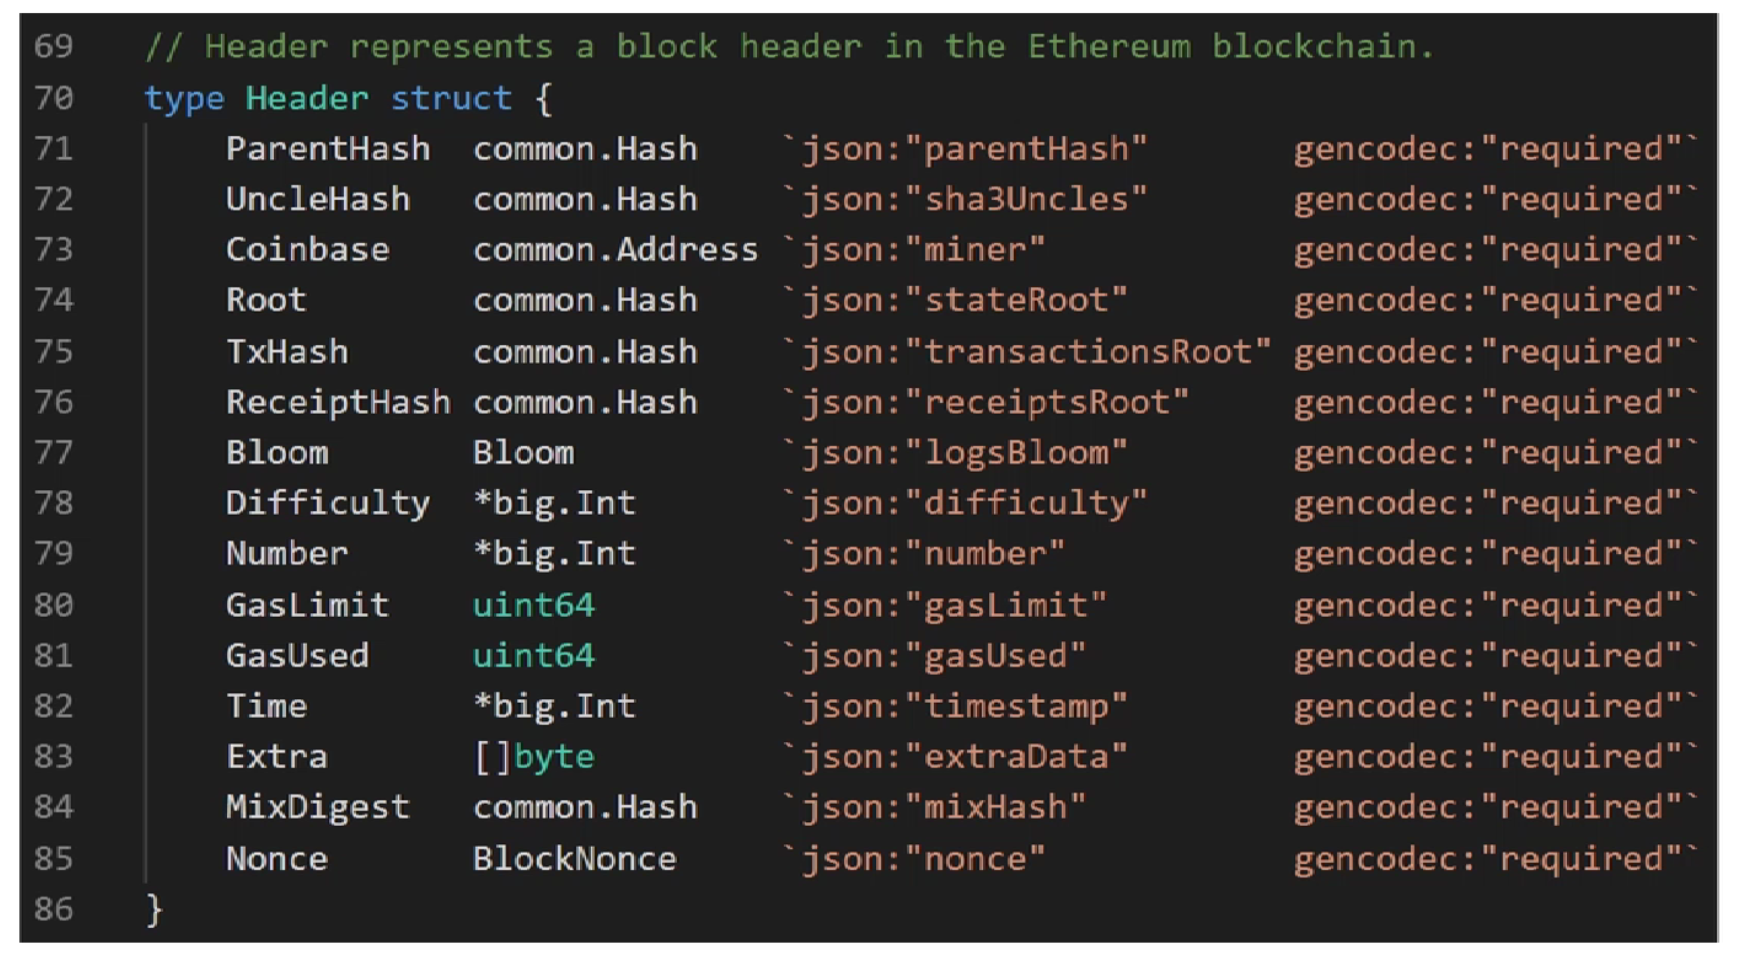 69 // Header represents a block header in the Ethereum blockchain.
70 type Header struct {
71 ParentHash common.Hash `json:"parentHash" gencodec:"required"`
72 UncleHash common.Hash `json:"sha3Uncles" gencodec:"required"`
73 Coinbase common.Address `json:"miner" gencodec:"required"`
74 Root common.Hash `json:"stateRoot" gencodec:"required"`
75 TxHash common.Hash `json:"transactionsRoot" gencodec:"required"`
76 ReceiptHash common.Hash `json:"receiptsRoot" gencodec:"required"`
77 Bloom Bloom `json:"logsBloom" gencodec:"required"`
78 Difficulty *big.Int `json:"difficulty" gencodec:"required"`
79 Number *big.Int `json:"number" gencodec:"required"`
80 GasLimit uint64 `json:"gasLimit" gencodec:"required"`
81 GasUsed uint64 `json:"gasUsed" gencodec:"required"`
82 Time *big.Int `json:"timestamp" gencodec:"required"`
83 Extra []byte `json:"extraData" gencodec:"required"`
84 MixDigest common.Hash `json:"mixHash" gencodec:"required"`
85 Nonce BlockNonce `json:"nonce" gencodec:"required"`
86 }